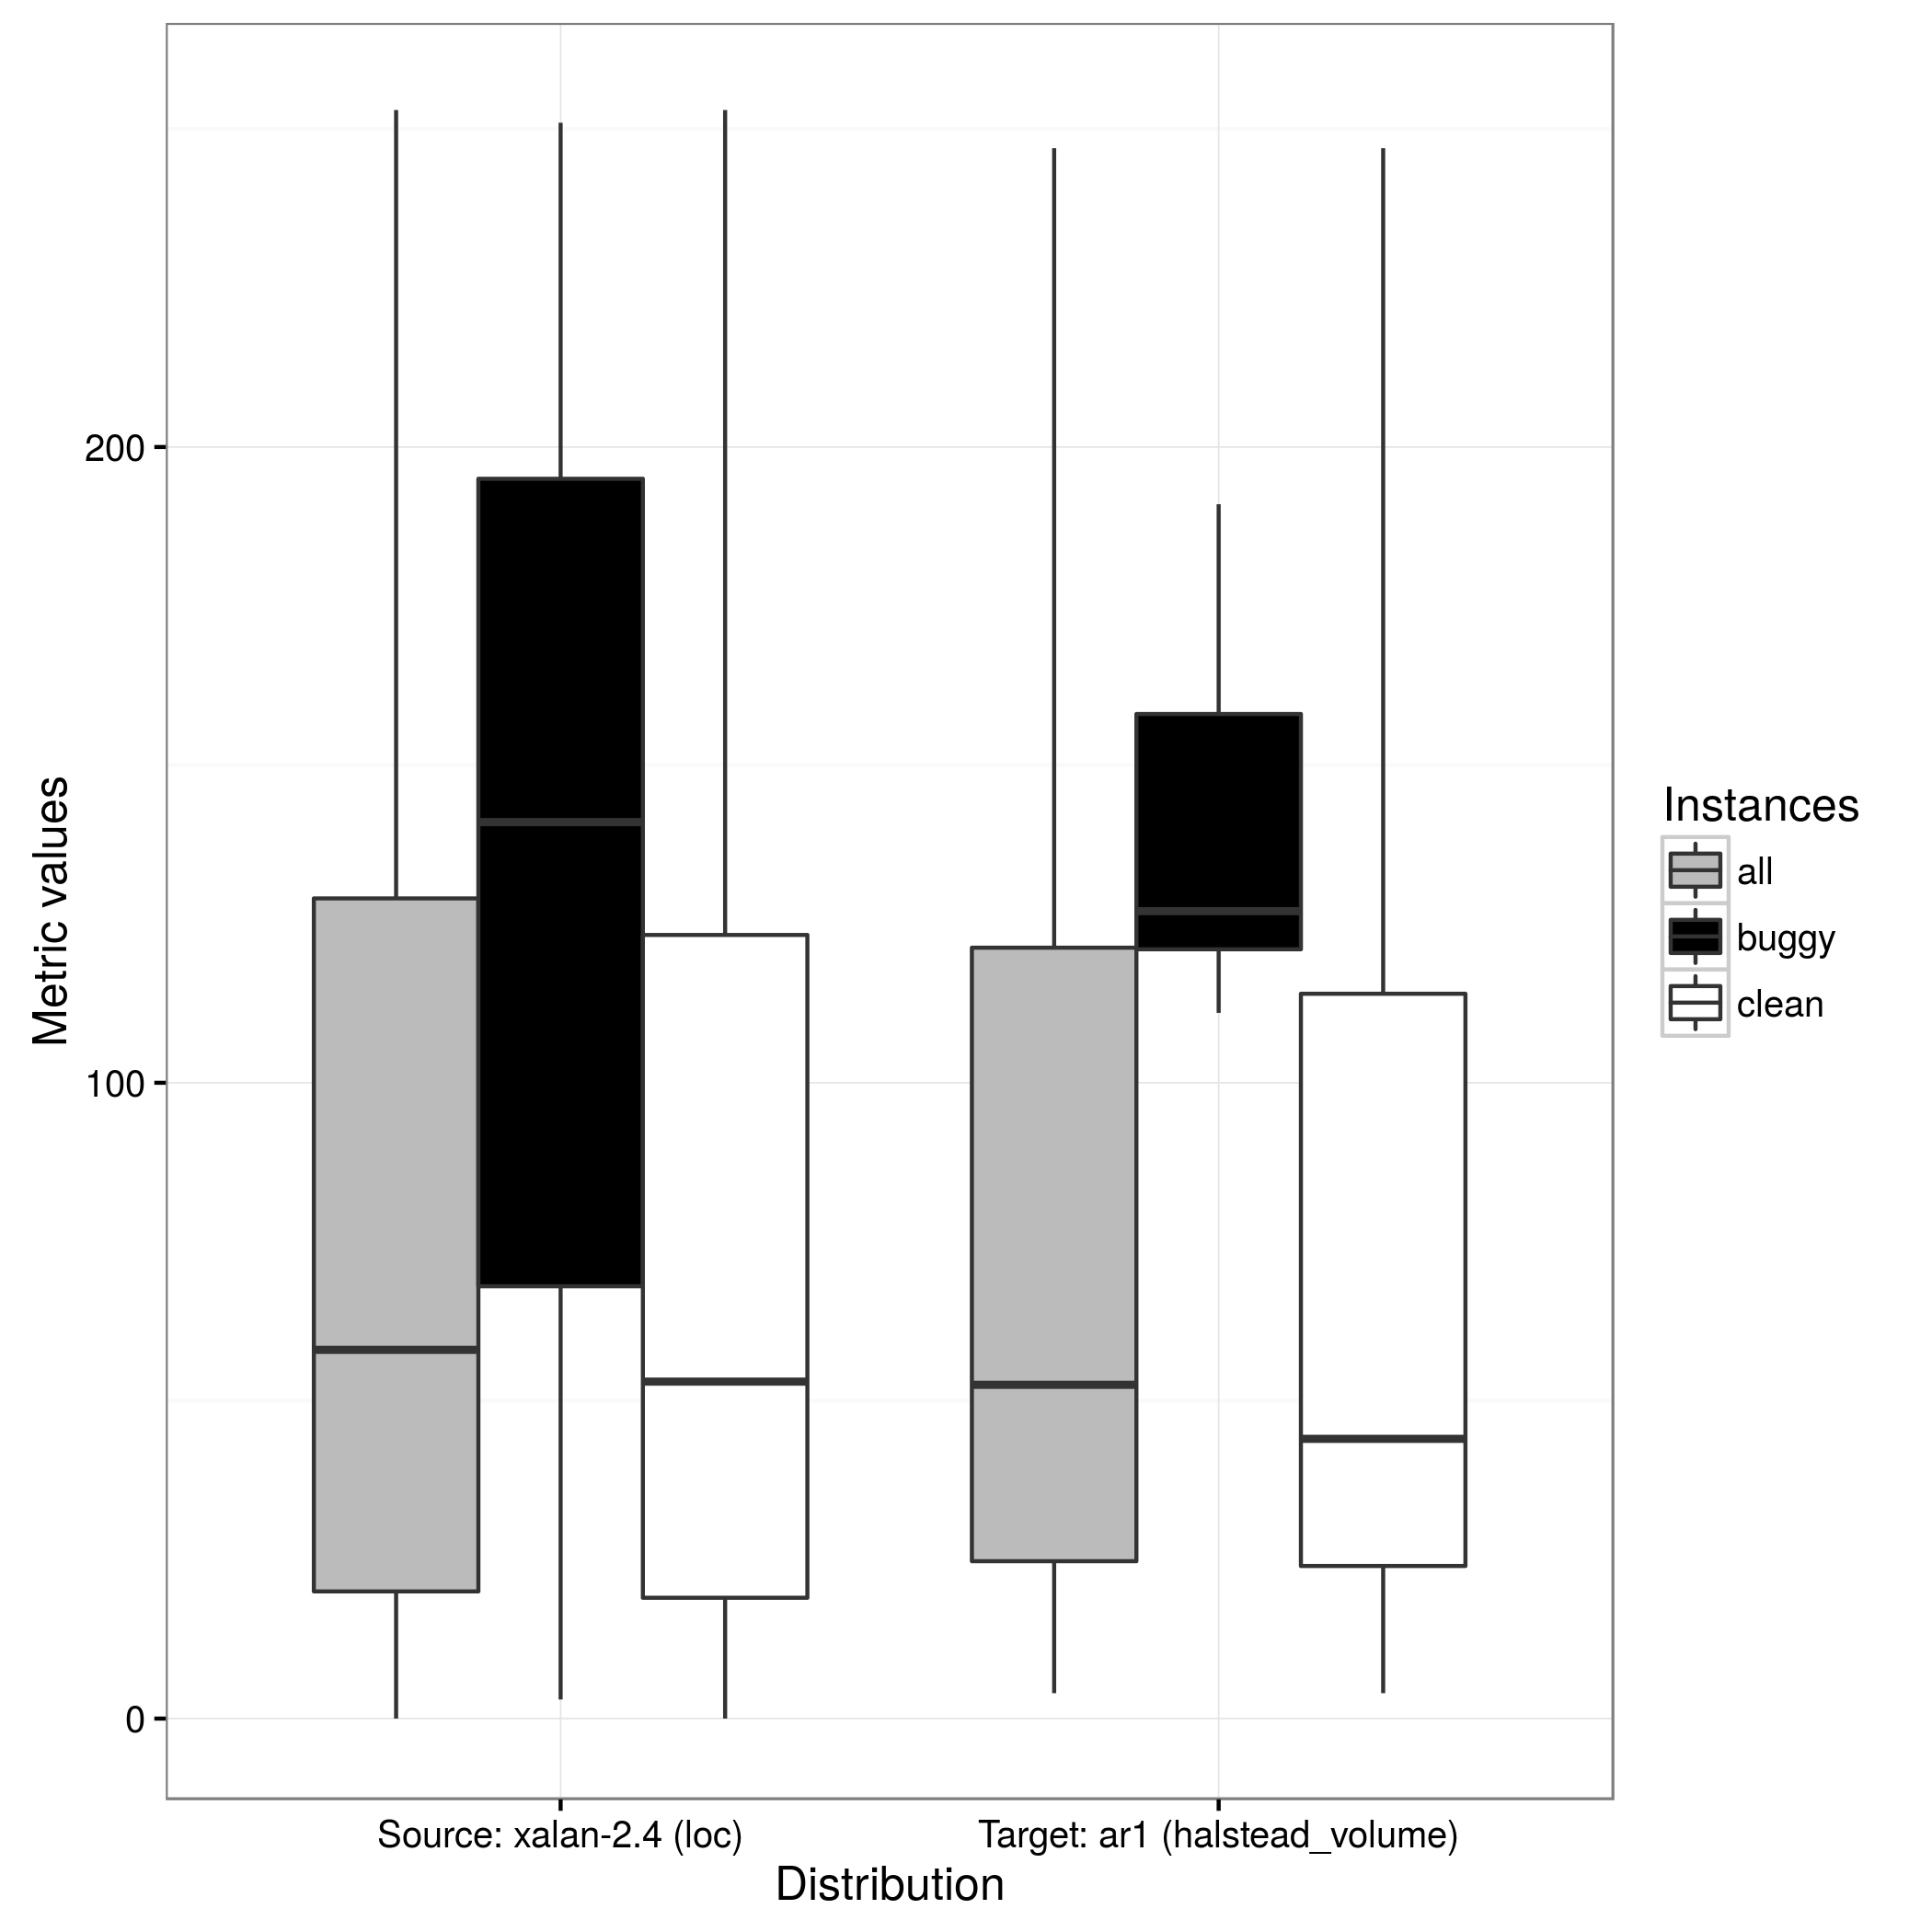 Metric values
200
100
0
Source: xalan-2.4 (loc)
Target: ar1 (halstead_volume)
Distribution
Instances
all
buggy
clean